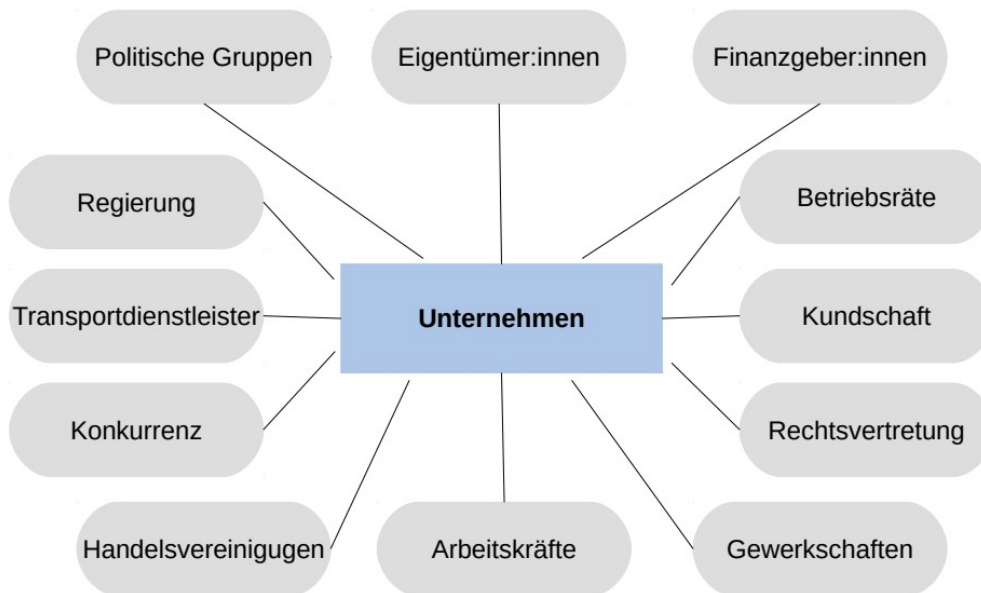 Politische Gruppen
Eigentümer:innen
Finanzgeber:innen
Regierung
Betriebsräte
Transportdienstleister
Unternehmen
Kundschaft
Konkurrenz
Rechtsvertretung
Handelsvereinigugen
Arbeitskräfte
Gewerkschaften